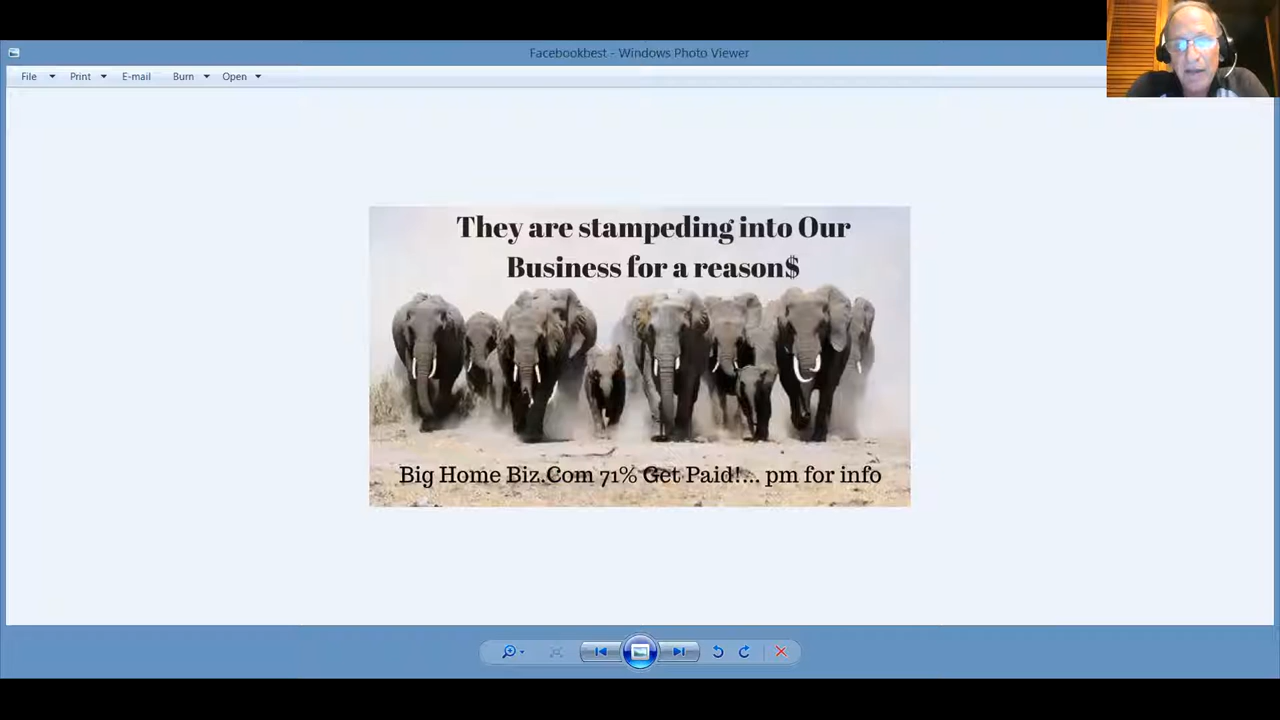 Facebookbest - Windows Photo Viewer
File Print E-mail Burn Open
They are stampeding into Our
Business for a reason$
Big Home Biz.Com 71% Get Paid!... pm for info